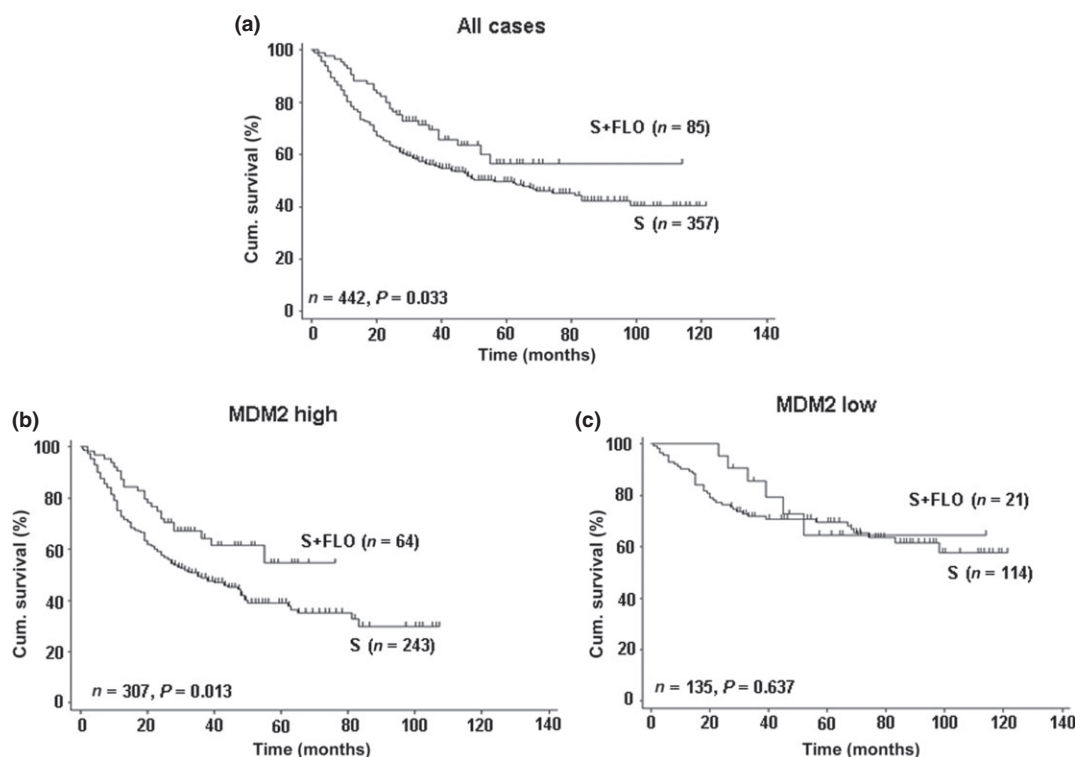 (a)
All cases
100
80
60
40
20
0
Cum. survival (%)
S+FLO (n = 85)
S (n = 357)
n = 442, P = 0.033
0 20 40 60 80 100 120 140
Time (months)
(b)
MDM2 high
100
80
60
40
20
0
Cum. survival (%)
S+FLO (n = 64)
S (n = 243)
n = 307, P = 0.013
0 20 40 60 80 100 120 140
Time (months)
(c)
MDM2 low
100
80
60
40
20
0
Cum. survival (%)
S+FLO (n = 21)
S (n = 114)
n = 135, P = 0.637
0 20 40 60 80 100 120 140
Time (months)